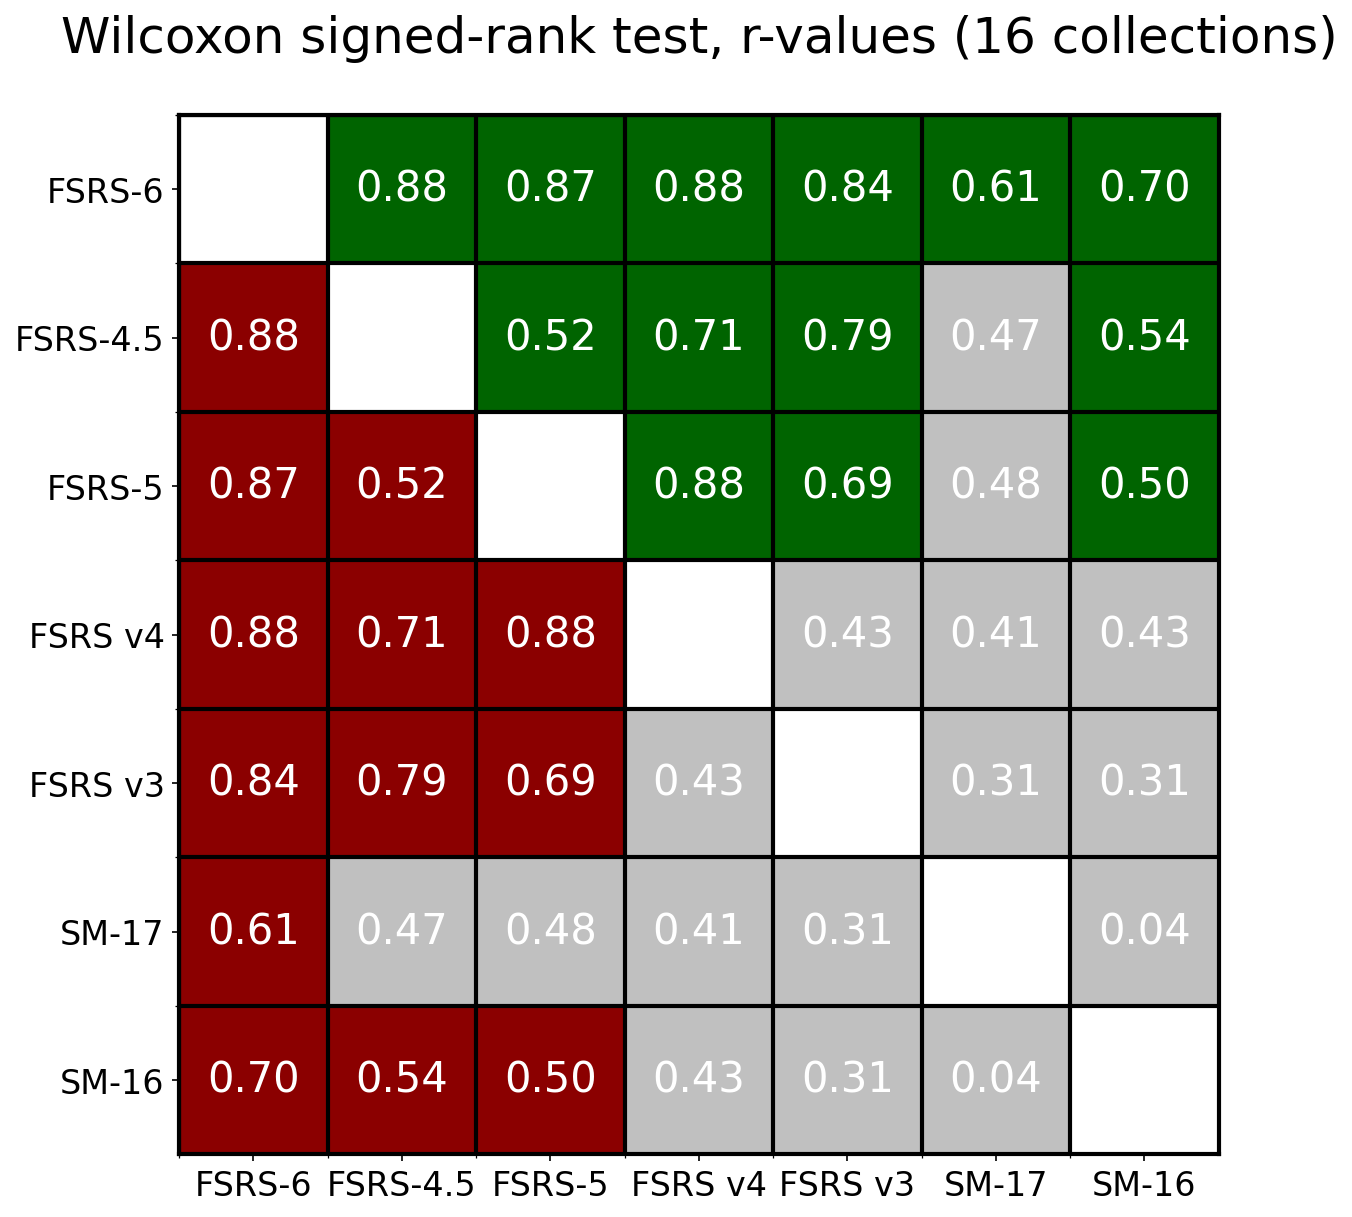 Wilcoxon signed-rank test, r-values (16 collections)
FSRS-6 0.88 0.87 0.88 0.84 0.61 0.70
FSRS-4.5 0.88 0.52 0.71 0.79 0.47 0.54
FSRS-5 0.87 0.52 0.88 0.69 0.48 0.50
FSRS v4 0.88 0.71 0.88 0.43 0.41 0.43
FSRS v3 0.84 0.79 0.69 0.43 0.31 0.31
SM-17 0.61 0.47 0.48 0.41 0.31 0.04
SM-16 0.70 0.54 0.50 0.43 0.31 0.04
FSRS-6 FSRS-4.5 FSRS-5 FSRS v4 FSRS v3 SM-17 SM-16